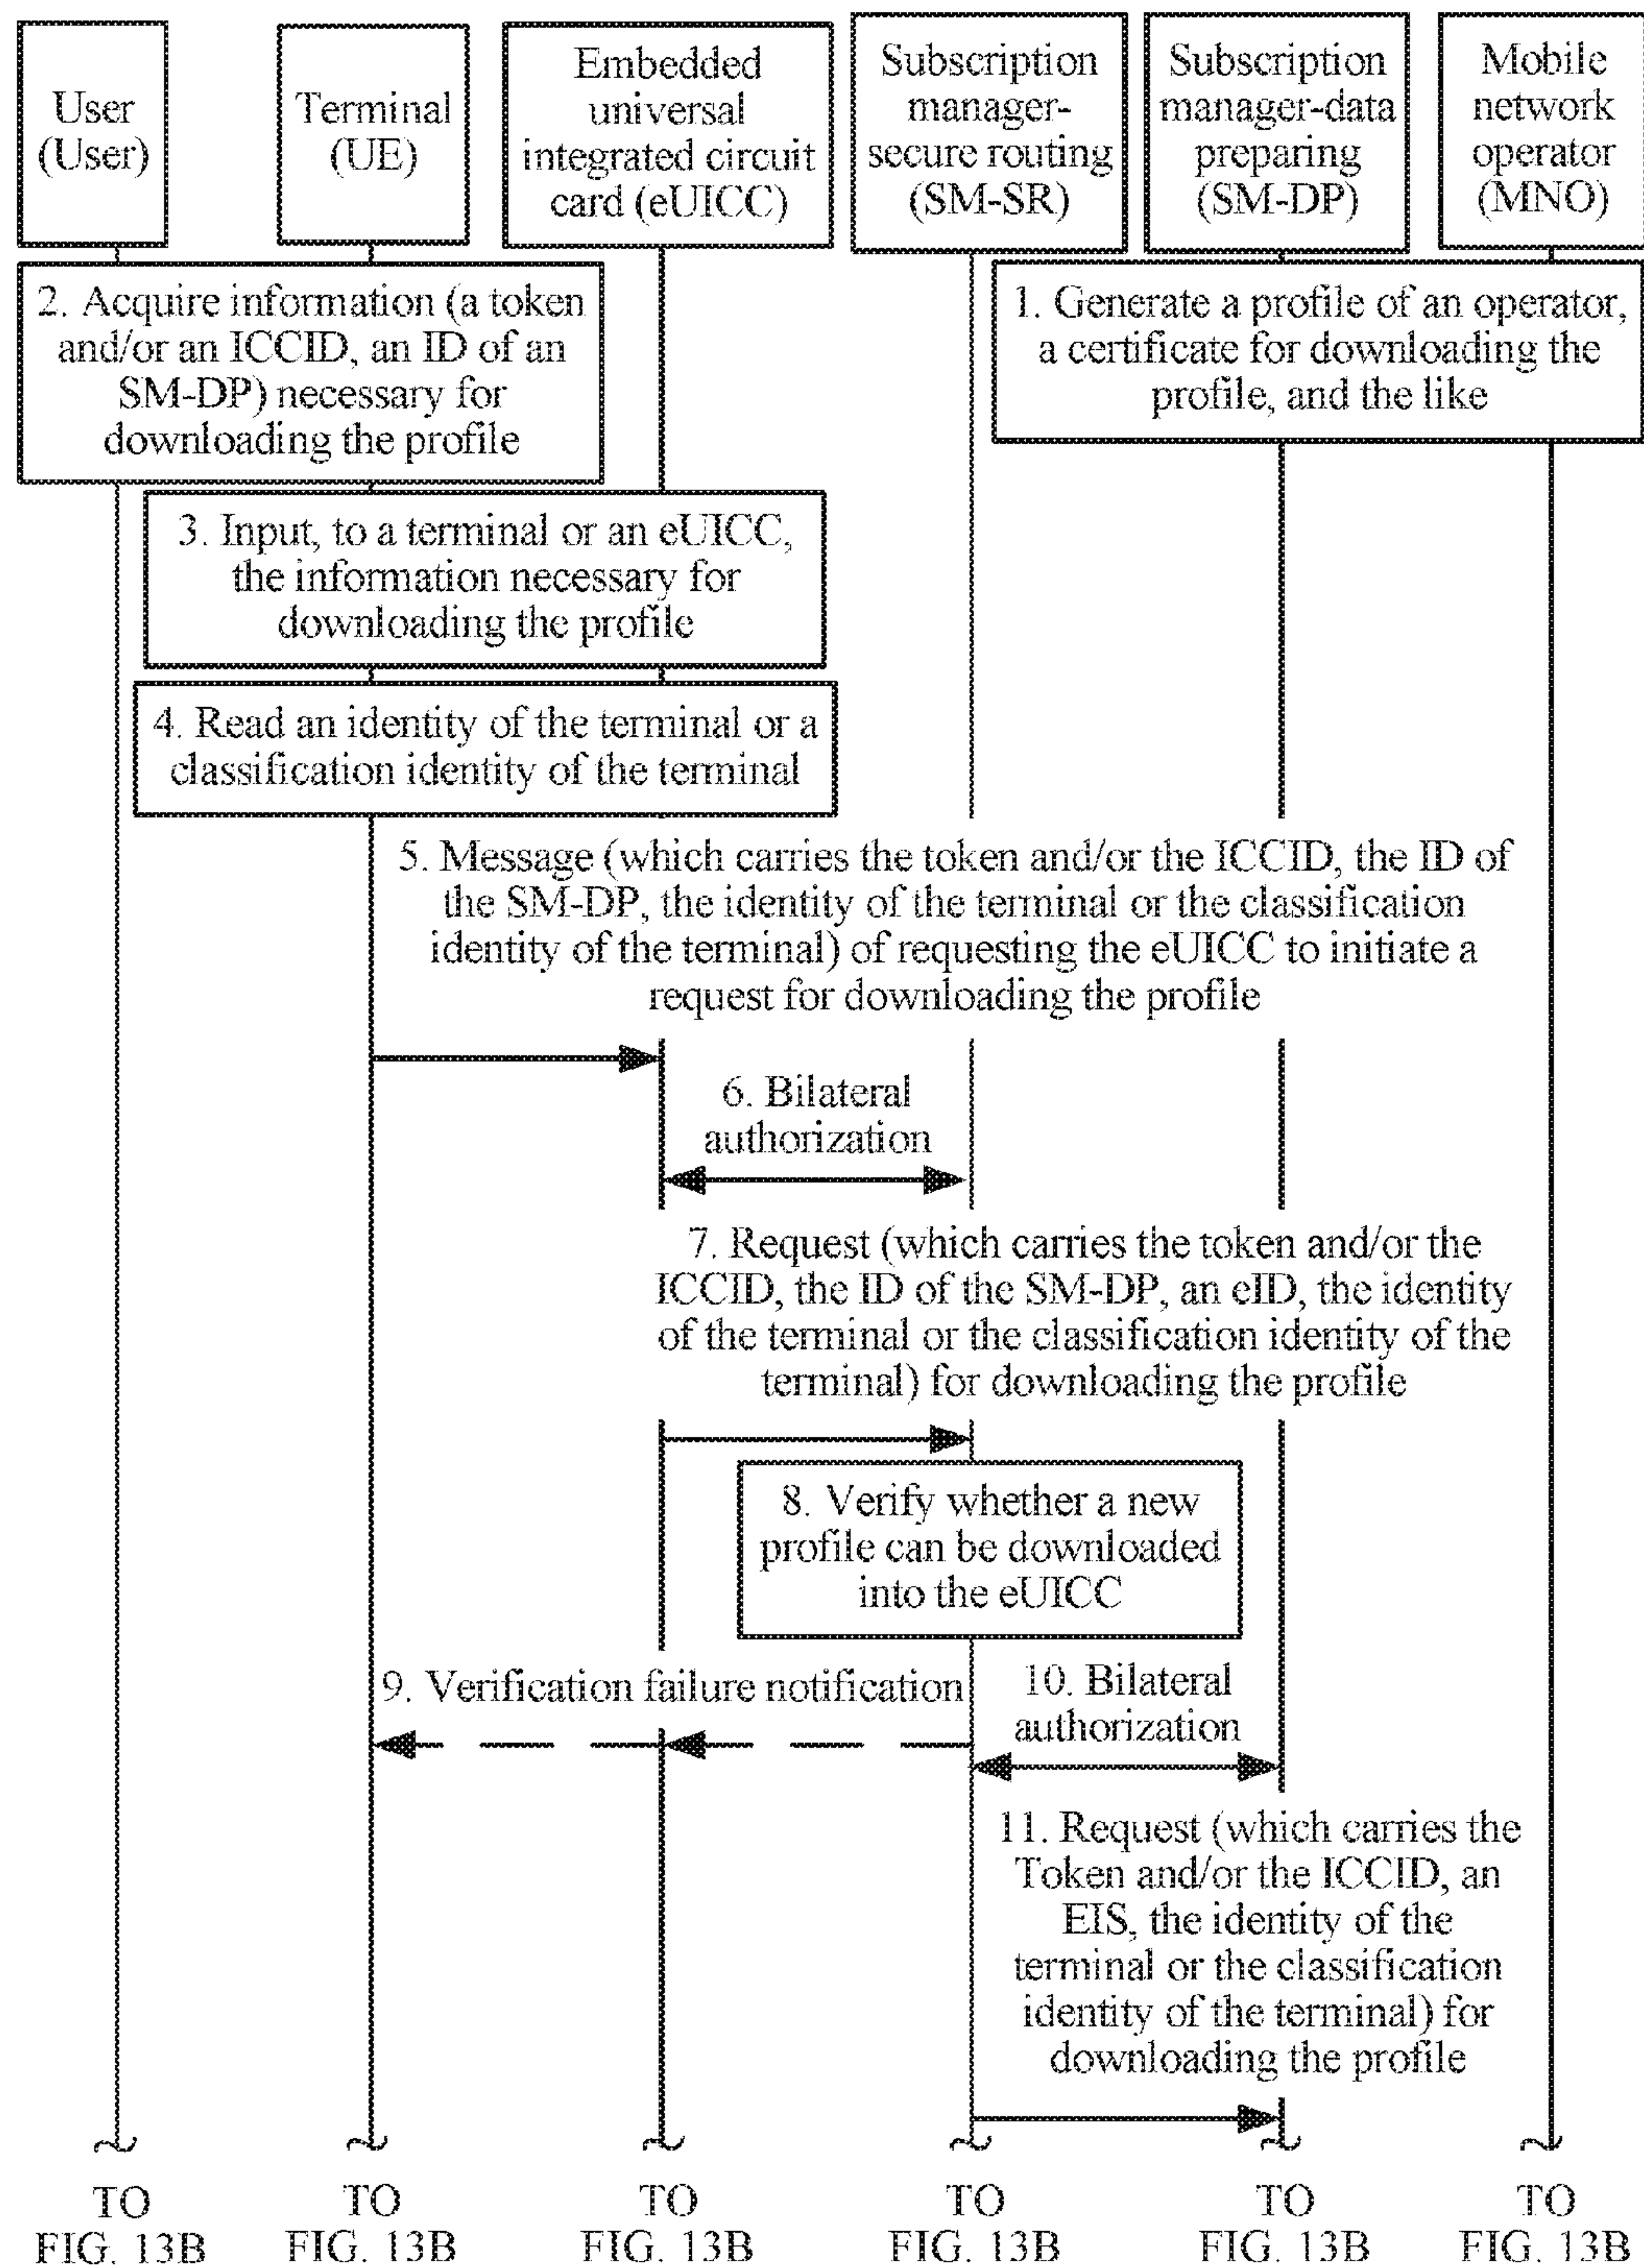 User
(User)
Terminal
(UE)
Embedded
universal
integrated circuit
card (eUICC)
Subscription
manager-
secure routing
(SM-SR)
Subscription
manager-data
preparing
(SM-DP)
Mobile
network
operator
(MNO)
1. Generate a profile of an operator,
a certificate for downloading the
profile, and the like
2. Acquire information (a token
and/or an ICCID, an ID of an
SM-DP) necessary for
downloading the profile
3. Input, to a terminal or an eUICC,
the information necessary for
downloading the profile
4. Read an identity of the terminal or a
classification identity of the terminal
5. Message (which carries the token and/or the ICCID, the ID of
the SM-DP, the identity of the terminal or the classification
identity of the terminal) of requesting the eUICC to initiate a
request for downloading the profile
6. Bilateral
authorization
7. Request (which carries the token and/or the
ICCID, the ID of the SM-DP, an eID, the identity
of the terminal or the classification identity of the
terminal) for downloading the profile
8. Verify whether a new
profile can be downloaded
into the eUICC
9. Verification failure notification
10. Bilateral
authorization
11. Request (which carries the
Token and/or the ICCID, an
EIS, the identity of the
terminal or the classification
identity of the terminal) for
downloading the profile
TO
FIG. 13B
TO
FIG. 13B
TO
FIG. 13B
TO
FIG. 13B
TO
FIG. 13B
TO
FIG. 13B